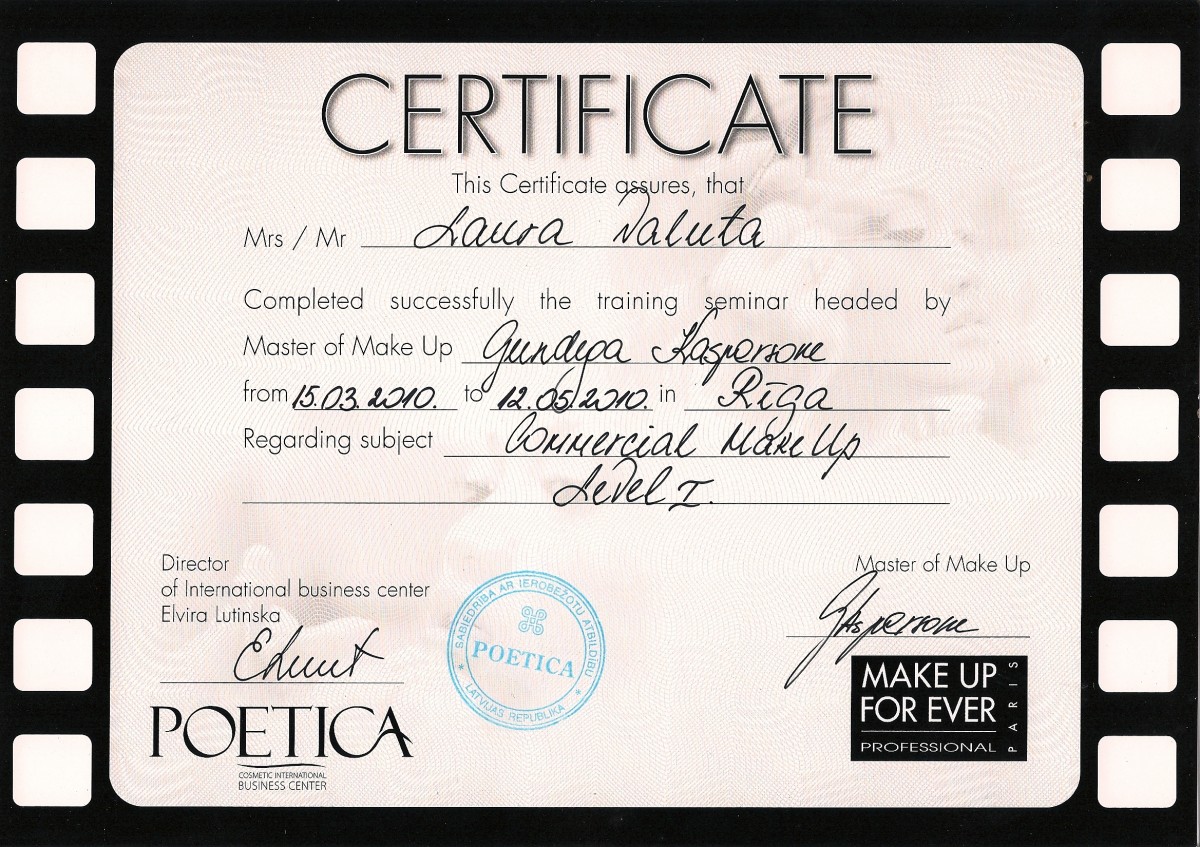 CERTIFICATE
This Certificate assures, that
Mrs / Mr Laura Valuta
Completed successfully the training seminar headed by
Master of Make Up Gundega Kaspersone
from 15.03.2010. to 12.05.2010. in Rīga
Regarding subject Commercial Make Up
Level I.
Director
of International business center
Elvira Lutinska
Master of Make Up
SABIEDRĪBA AR IEROBEŽOTU ATBILDĪBU
POETICA
* LATVIJAS REPUBLIKA *
POETICA
COSMETIC INTERNATIONAL
BUSINESS CENTER
MAKE UP
FOR EVER
PROFESSIONAL
PARIS